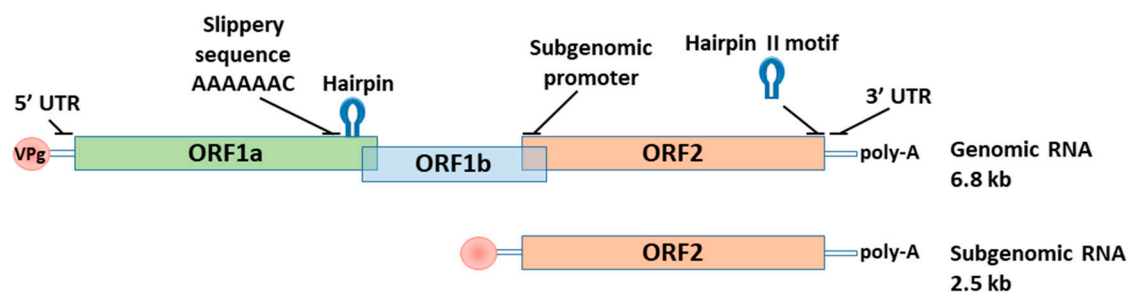 Slippery
sequence
AAAAAAC
Hairpin
Subgenomic
promoter
Hairpin II motif
5' UTR
3' UTR
VPg
ORF1a
ORF1b
ORF2
poly-A
Genomic RNA
6.8 kb
ORF2
poly-A
Subgenomic RNA
2.5 kb